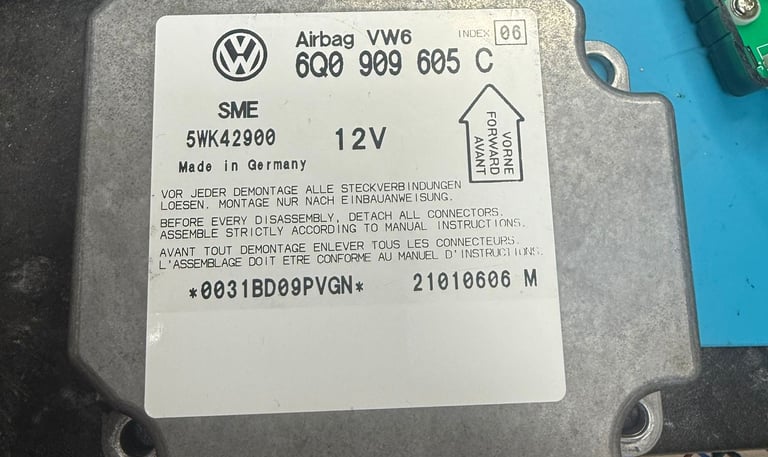 Airbag VW6 INDEX 06
6Q0 909 605 C
SME
5WK42900 12V
Made in Germany
VORNE
FORWARD
AVANT
VOR JEDER DEMONTAGE ALLE STECKVERBINDUNGEN
LOESEN. MONTAGE NUR NACH EINBAUANWEISUNG.
BEFORE EVERY DISASSEMBLY, DETACH ALL CONNECTORS.
ASSEMBLE STRICTLY ACCORDING TO MANUAL INSTRUCTIONS.
AVANT TOUT DEMONTAGE ENLEVER TOUS LES CONNECTEURS.
L'ASSEMBLAGE DOIT ETRE CONFORME AU MANUEL D'INSTRUCTIONS.
*0031BD09PVGN* 21010606 M